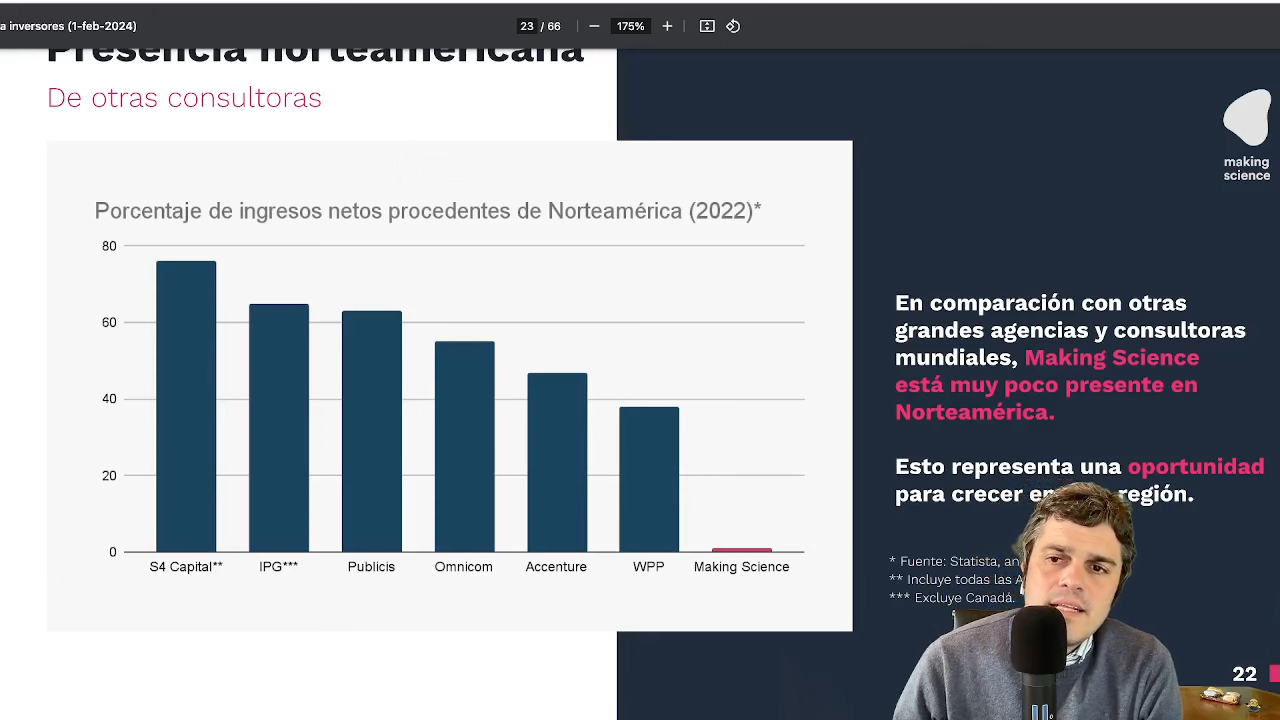 a inversores (1-feb-2024)
23 / 66
175%
Presencia norteamericana
De otras consultoras
making
science
Porcentaje de ingresos netos procedentes de Norteamérica (2022)*
80
60
40
20
0
S4 Capital**
IPG***
Publicis
Omnicom
Accenture
WPP
Making Science
En comparación con otras
grandes agencias y consultoras
mundiales, Making Science
está muy poco presente en
Norteamérica.
Esto representa una oportunidad
para crecer en región.
* Fuente: Statista,
** Incluye todas las
*** Excluye Canadá.
22